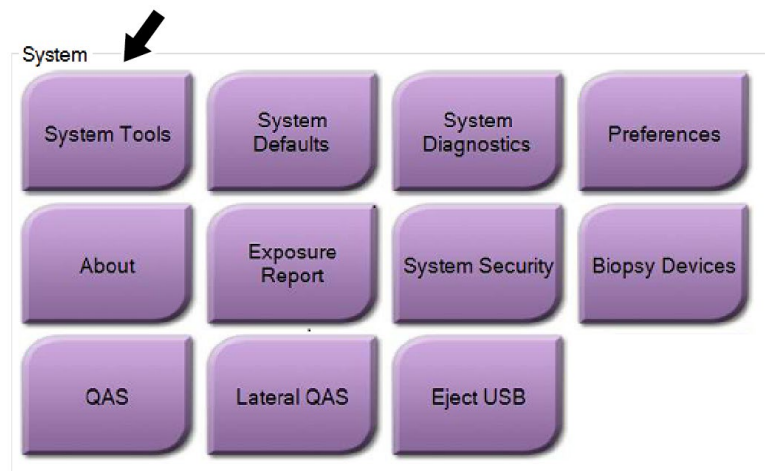 System
System Tools
System
Defaults
System
Diagnostics
Preferences
About
Exposure
Report
System Security
Biopsy Devices
QAS
Lateral QAS
Eject USB